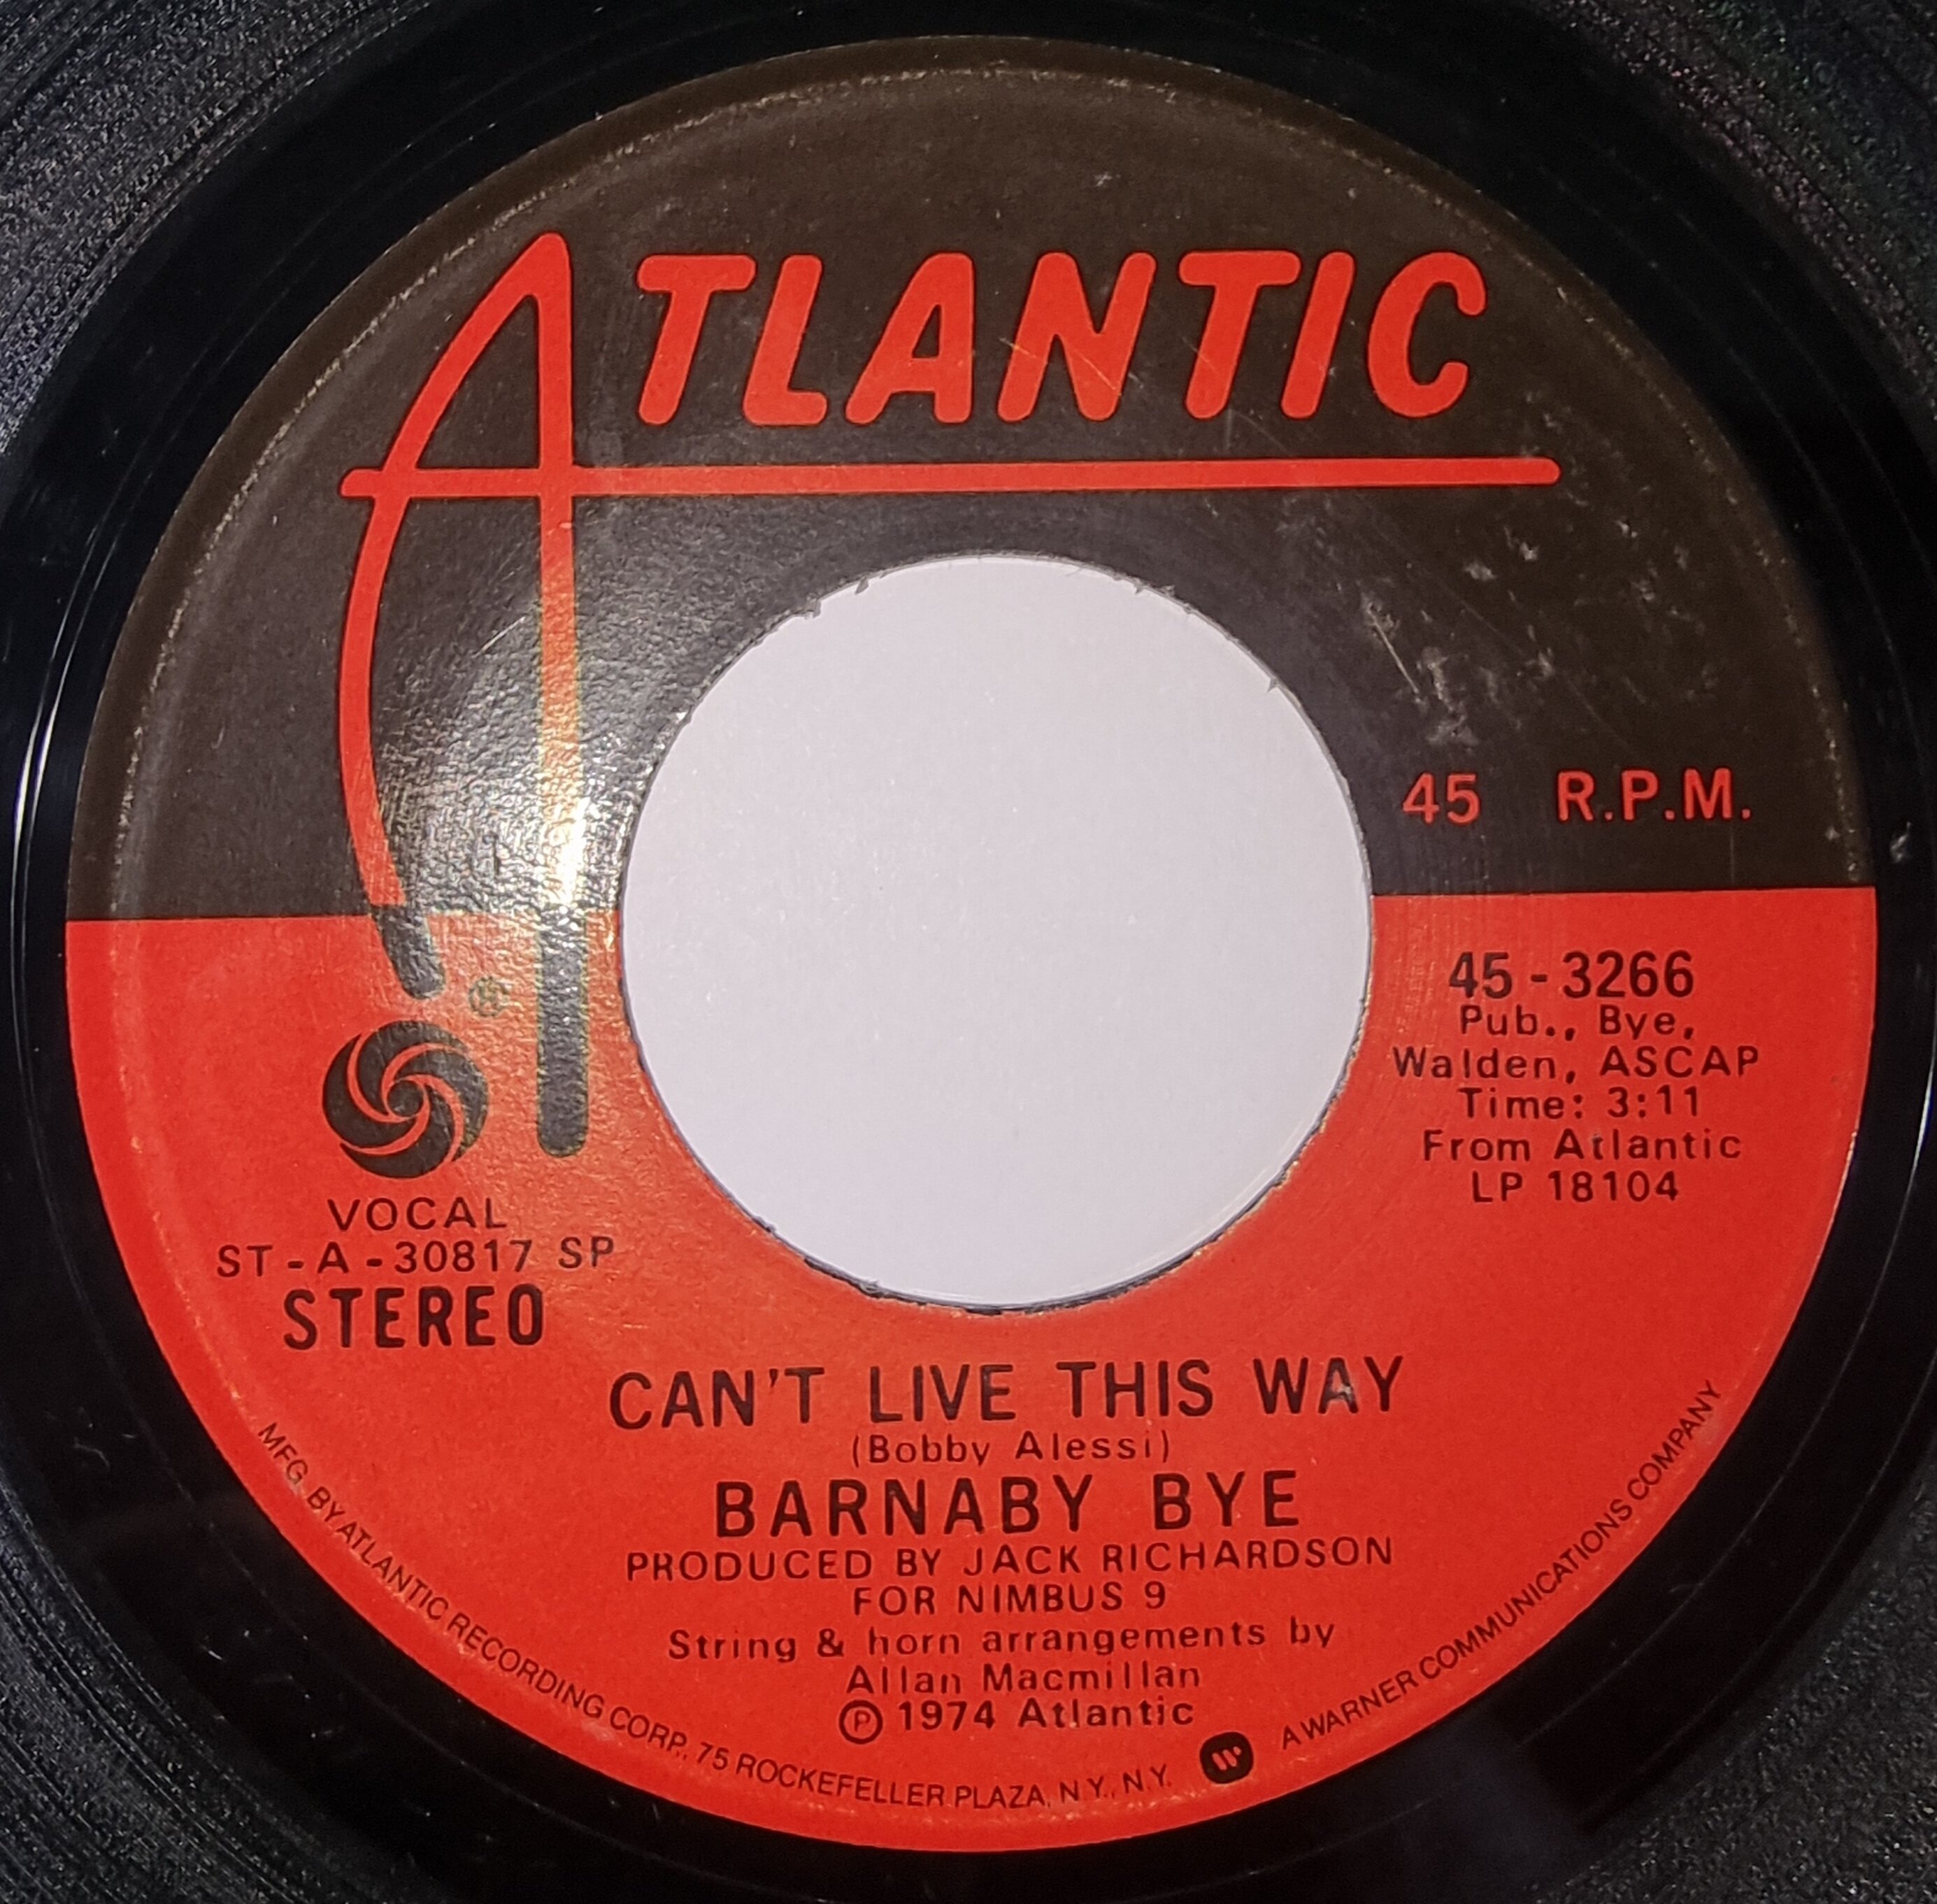 ATLANTIC
45 R.P.M.
®
45-3266
Pub., Bye,
Walden, ASCAP
Time: 3:11
From Atlantic
LP 18104
VOCAL
ST-A-30817 SP
STEREO
CAN'T LIVE THIS WAY
(Bobby Alessi)
BARNABY BYE
PRODUCED BY JACK RICHARDSON
FOR NIMBUS 9
String & horn arrangements by
Allan Macmillan
Ⓟ 1974 Atlantic
MFG. BY ATLANTIC RECORDING CORP., 75 ROCKEFELLER PLAZA, N.Y., N.Y. W A WARNER COMMUNICATIONS COMPANY